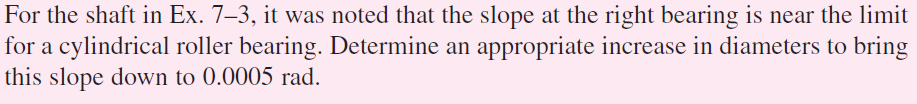 For the shaft in Ex. 7–3, it was noted that the slope at the right bearing is near the limit
for a cylindrical roller bearing. Determine an appropriate increase in diameters to bring
this slope down to 0.0005 rad.